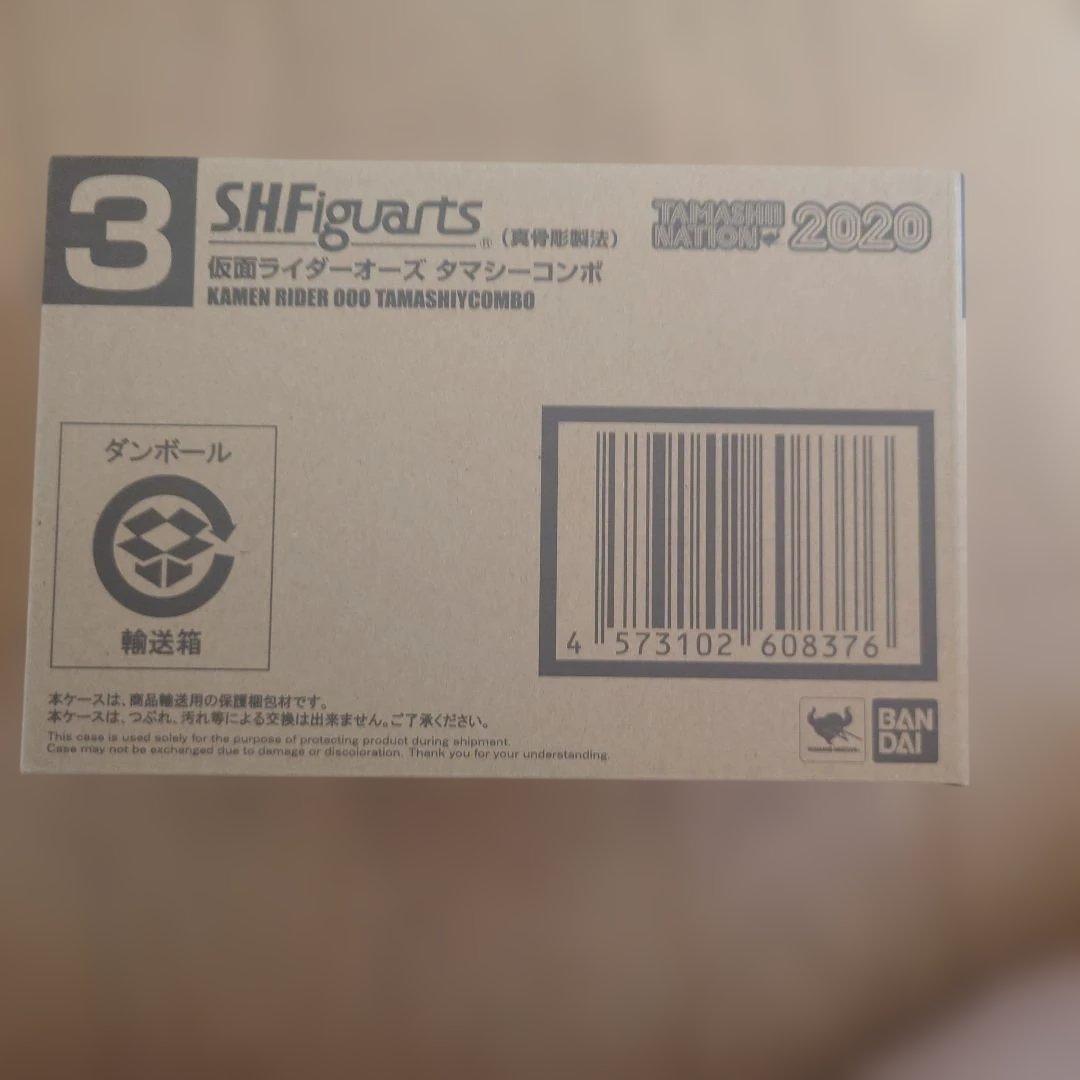 3
S.H.Figuarts® (真骨彫製法)
仮面ライダーオーズ タマシーコンボ
KAMEN RIDER OOO TAMASHIYCOMBO
TAMASHII
NATION
2020
ダンボール
輸送箱
4 573102 608376
本ケースは、商品輸送用の保護梱包材です。
本ケースは、つぶれ、汚れ等による交換は出来ません。ご了承ください。
This case is used solely for the purpose of protecting product during shipment.
Case may not be exchanged due to damage or discoloration. Thank you for your understanding.
BAN
DAI